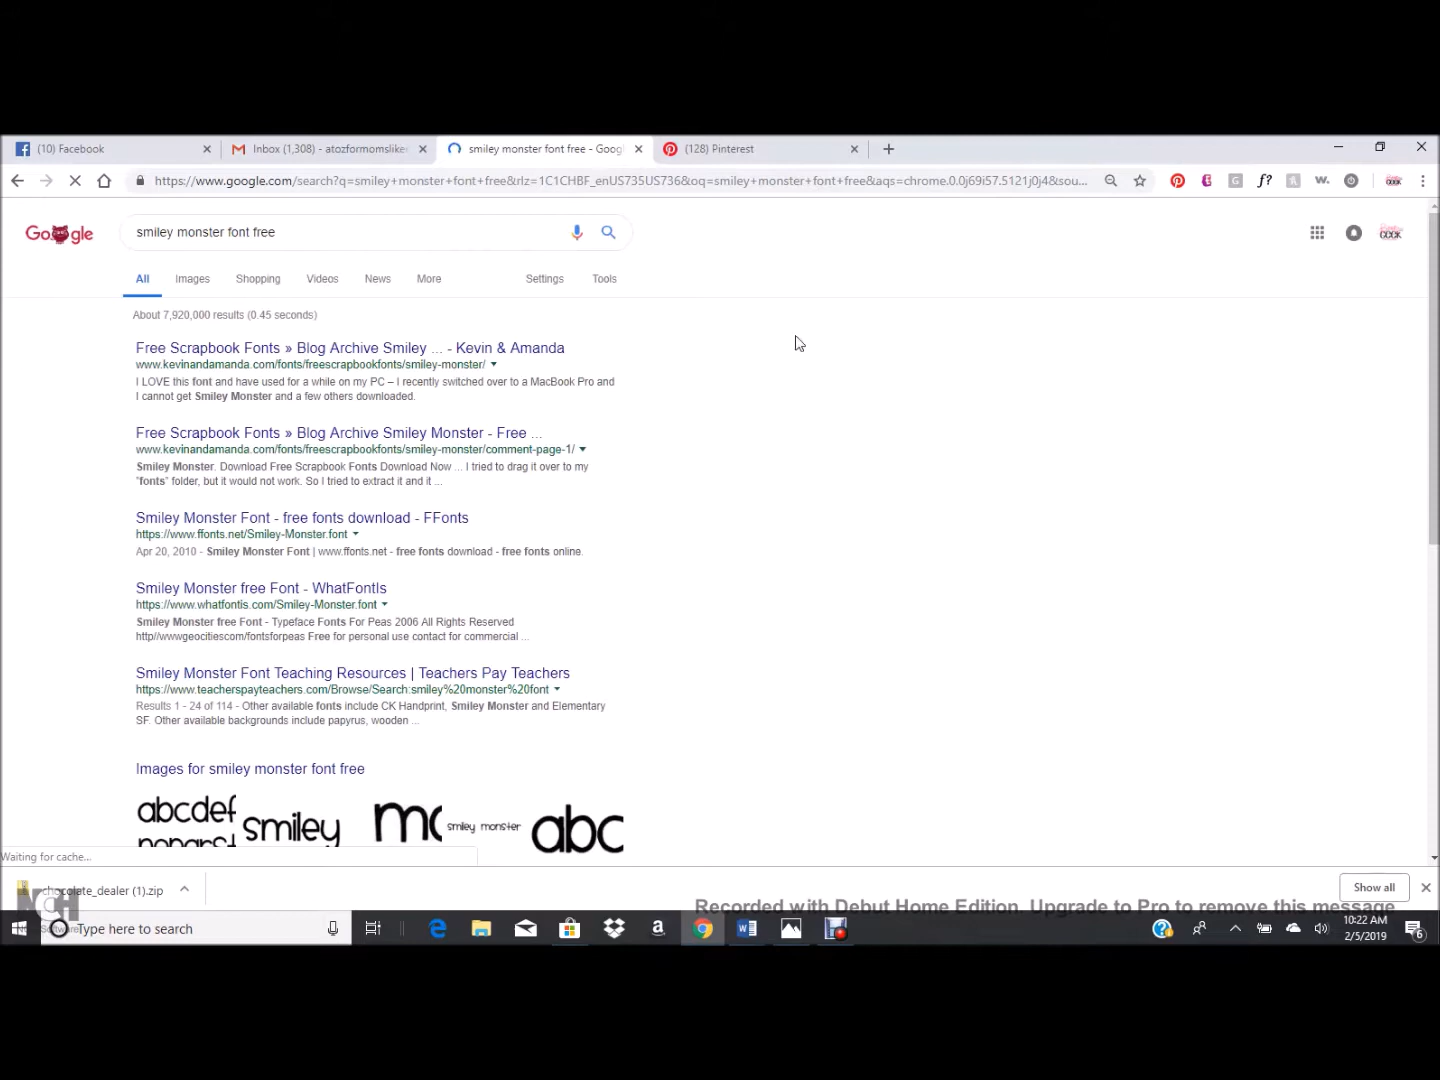 (10) Facebook
Inbox (1,308) - atozformomslike
smiley monster font free - Goog
(128) Pinterest
https://www.google.com/search?q=smiley+monster+font+free&rlz=1C1CHBF_enUS735US736&oq=smiley+monster+font+free&aqs=chrome.0.0j69i57.5121j0j4&sou...
Google
smiley monster font free
All Images Shopping Videos News More Settings Tools
About 7,920,000 results (0.45 seconds)
Free Scrapbook Fonts » Blog Archive Smiley ... - Kevin & Amanda
www.kevinandamanda.com/fonts/freescrapbookfonts/smiley-monster/
I LOVE this font and have used for a while on my PC – I recently switched over to a MacBook Pro and
I cannot get Smiley Monster and a few others downloaded.
Free Scrapbook Fonts » Blog Archive Smiley Monster - Free ...
www.kevinandamanda.com/fonts/freescrapbookfonts/smiley-monster/comment-page-1/
Smiley Monster. Download Free Scrapbook Fonts Download Now ... I tried to drag it over to my
"fonts" folder, but it would not work. So I tried to extract it and it ...
Smiley Monster Font - free fonts download - FFonts
https://www.ffonts.net/Smiley-Monster.font
Apr 20, 2010 - Smiley Monster Font | www.ffonts.net - free fonts download - free fonts online.
Smiley Monster free Font - WhatFontIs
https://www.whatfontis.com/Smiley-Monster.font
Smiley Monster free Font - Typeface Fonts For Peas 2006 All Rights Reserved
http//wwwgeocitiescom/fontsforpeas Free for personal use contact for commercial ...
Smiley Monster Font Teaching Resources | Teachers Pay Teachers
https://www.teacherspayteachers.com/Browse/Search:smiley%20monster%20font
Results 1 - 24 of 114 - Other available fonts include CK Handprint, Smiley Monster and Elementary
SF. Other available backgrounds include papyrus, wooden ...
Images for smiley monster font free
abcdef
smiley
smiley monster
abc
Waiting for cache...
chocolate_dealer (1).zip
Show all
Recorded with Debut Home Edition. Upgrade to Pro to remove this message
Type here to search
10:22 AM
2/5/2019